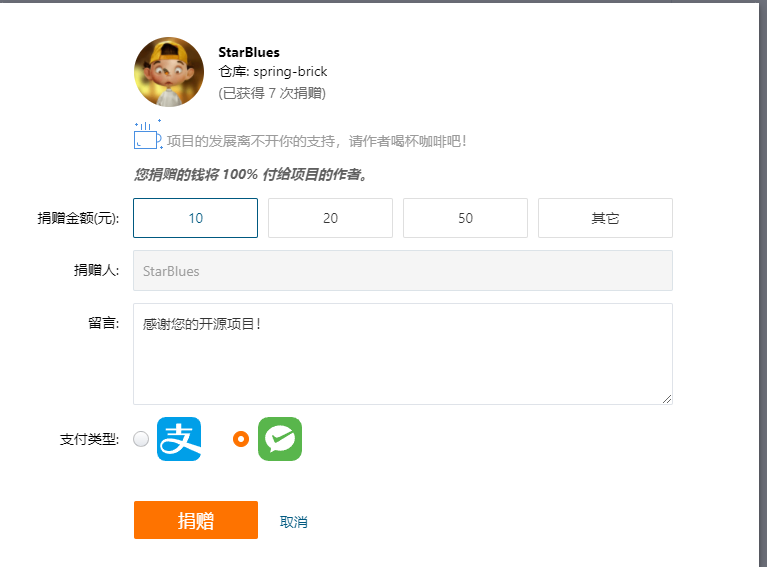 StarBlues
仓库: spring-brick
(已获得 7 次捐赠)
项目的发展离不开你的支持，请作者喝杯咖啡吧！
您捐赠的钱将 100% 付给项目的作者。
捐赠金额(元): 10 20 50 其它
捐赠人: StarBlues
留言: 感谢您的开源项目！
支付类型: 支
捐赠 取消